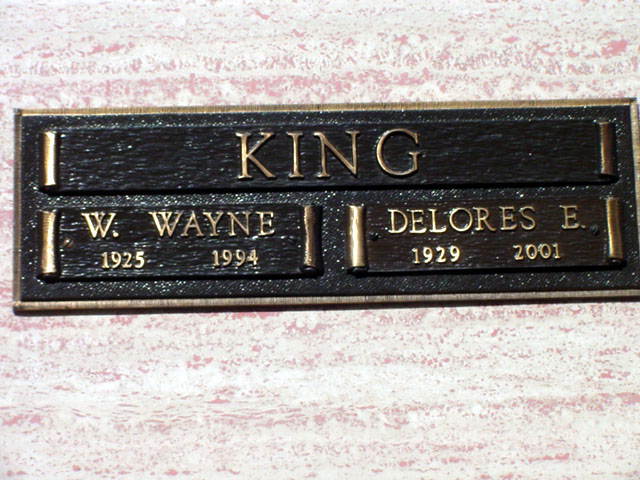 KING
W. WAYNE
1925 1994
DELORES E.
1929 2001